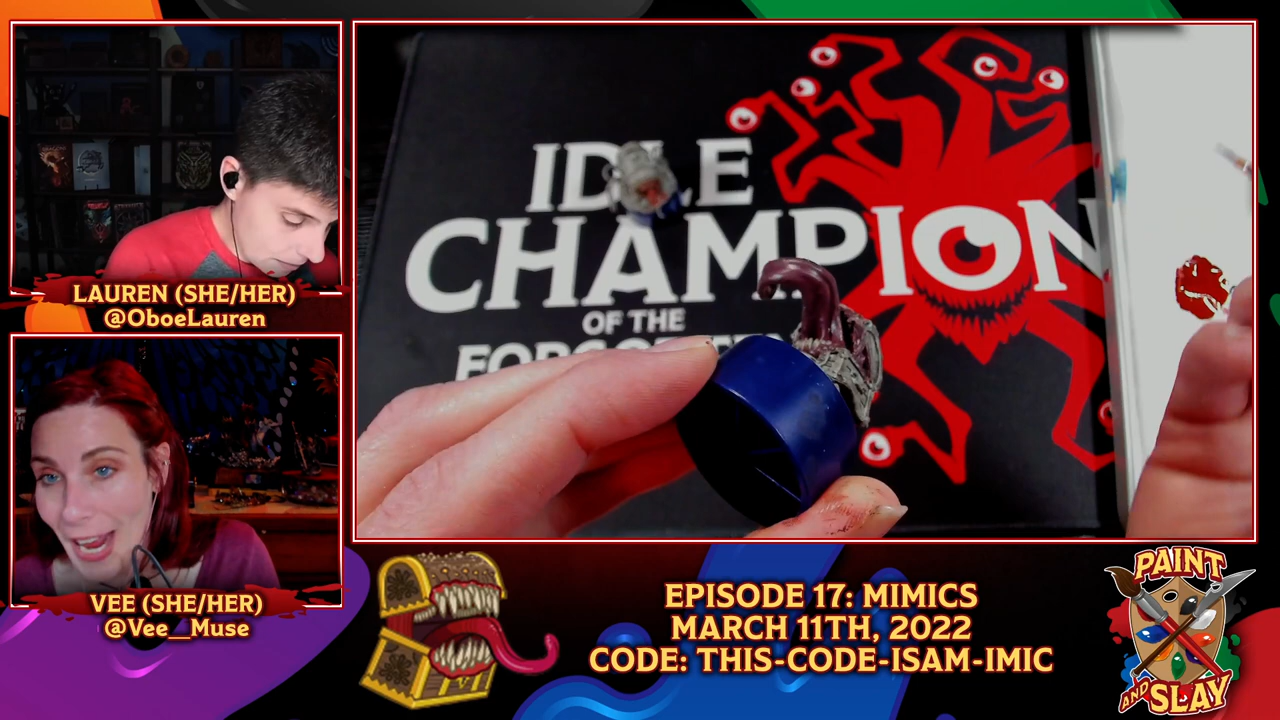 IDLE
CHAMPION
OF THE
LAUREN (SHE/HER)
@OboeLauren
VEE (SHE/HER)
@Vee__Muse
EPISODE 17: MIMICS
MARCH 11TH, 2022
CODE: THIS-CODE-ISAM-IMIC
PAINT
AND SLAY